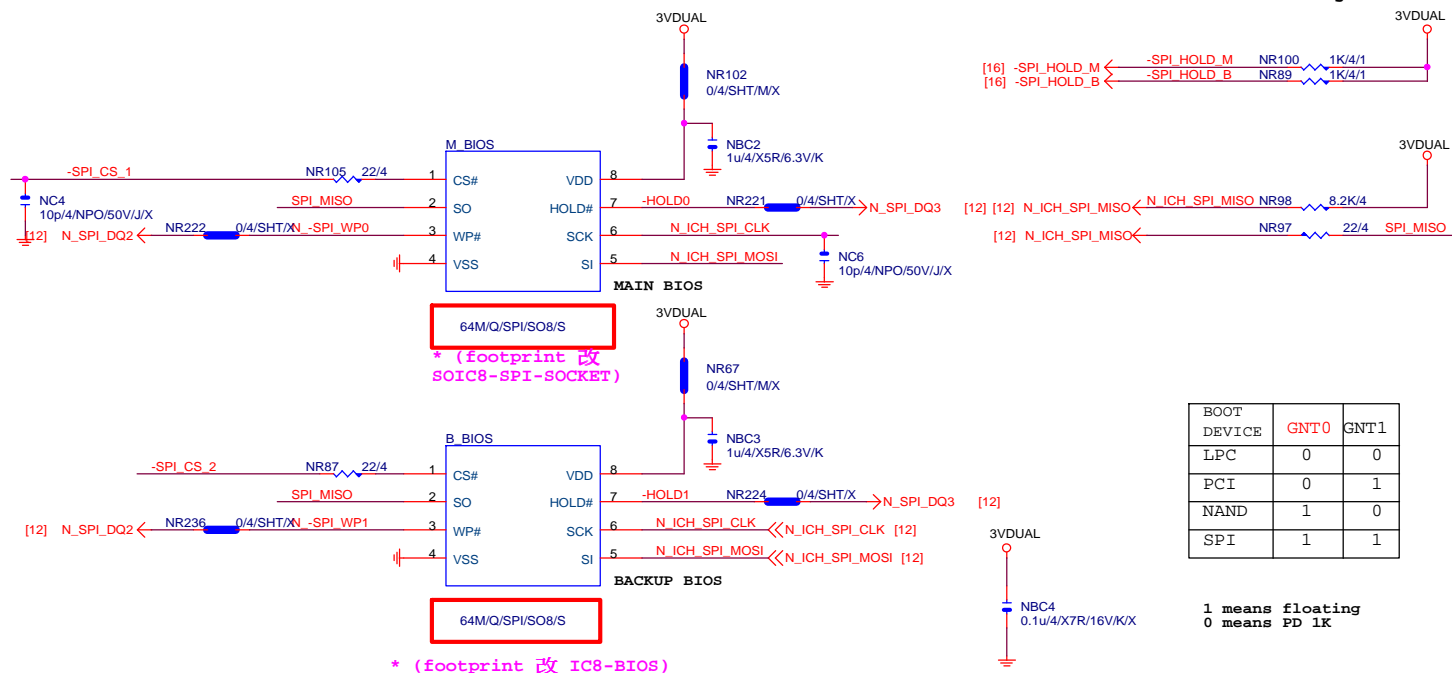 3VDUAL
NR102
0/4/SHT/M/X
NBC2
1u/4/X5R/6.3V/K
M_BIOS
-SPI_CS_1
NR105 22/4
1 CS#
VDD 8
NC4
10p/4/NPO/50V/J/X
SPI_MISO
2 SO
HOLD# 7
-HOLD0
NR221 0/4/SHT/X
N_SPI_DQ3 [12]
[12] N_SPI_DQ2
NR222 0/4/SHT/X
N_-SPI_WP0
3 WP#
SCK 6
N_ICH_SPI_CLK
NC6
10p/4/NPO/50V/J/X
4 VSS
SI 5
N_ICH_SPI_MOSI
MAIN BIOS
64M/Q/SPI/SO8/S
* (footprint 改
SOIC8-SPI-SOCKET)
3VDUAL
[16] -SPI_HOLD_M
-SPI_HOLD_M
NR100 1K/4/1
[16] -SPI_HOLD_B
-SPI_HOLD_B
NR89 1K/4/1
3VDUAL
[12] N_ICH_SPI_MISO
N_ICH_SPI_MISO
NR98 8.2K/4
[12] N_ICH_SPI_MISO
NR97 22/4
SPI_MISO
3VDUAL
NR67
0/4/SHT/M/X
NBC3
1u/4/X5R/6.3V/K
B_BIOS
-SPI_CS_2
NR87 22/4
1 CS#
VDD 8
SPI_MISO
2 SO
HOLD# 7
-HOLD1
NR224 0/4/SHT/X
N_SPI_DQ3 [12]
[12] N_SPI_DQ2
NR236 0/4/SHT/X
N_-SPI_WP1
3 WP#
SCK 6
N_ICH_SPI_CLK
N_ICH_SPI_CLK [12]
4 VSS
SI 5
N_ICH_SPI_MOSI
N_ICH_SPI_MOSI [12]
BACKUP BIOS
64M/Q/SPI/SO8/S
* (footprint 改 IC8-BIOS)
3VDUAL
NBC4
0.1u/4/X7R/16V/K/X
BOOT
DEVICE GNT0 GNT1
LPC 0 0
PCI 0 1
NAND 1 0
SPI 1 1
1 means floating
0 means PD 1K